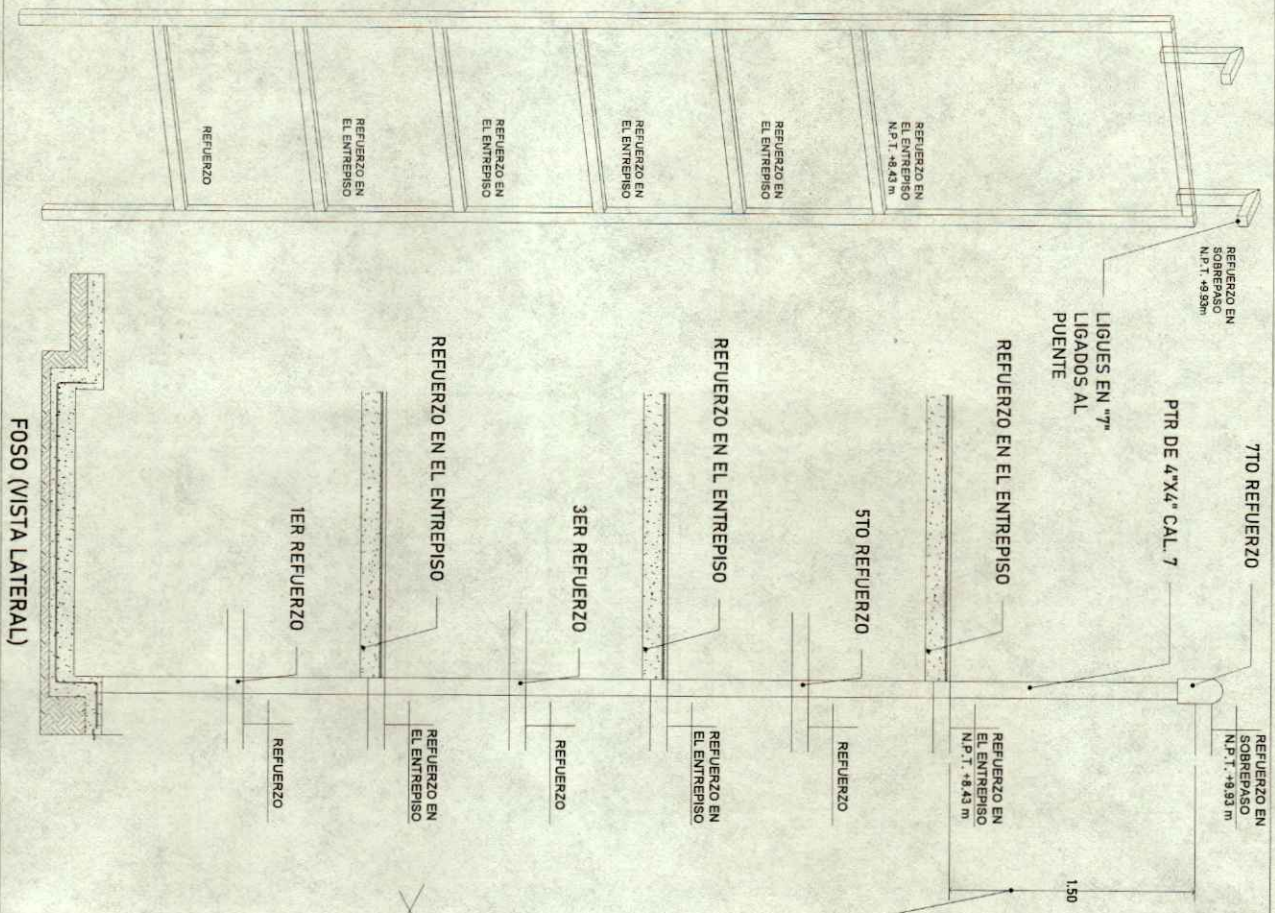 REFUERZO EN
SOBREPASO
N.P.T. +9.93m
REFUERZO EN
EL ENTREPISO
N.P.T. +8.43 m
REFUERZO EN
EL ENTREPISO
REFUERZO EN
EL ENTREPISO
REFUERZO EN
EL ENTREPISO
REFUERZO EN
EL ENTREPISO
REFUERZO
7TO REFUERZO
PTR DE 4"X4" CAL. 7
LIGUES EN "7"
LIGADOS AL
PUENTE
REFUERZO EN EL ENTREPISO
5TO REFUERZO
REFUERZO EN EL ENTREPISO
3ER REFUERZO
REFUERZO EN EL ENTREPISO
1ER REFUERZO
REFUERZO EN
SOBREPASO
N.P.T. +9.93 m
1.50
REFUERZO EN
EL ENTREPISO
N.P.T. +8.43 m
REFUERZO
REFUERZO EN
EL ENTREPISO
REFUERZO
REFUERZO EN
EL ENTREPISO
REFUERZO
FOSO (VISTA LATERAL)